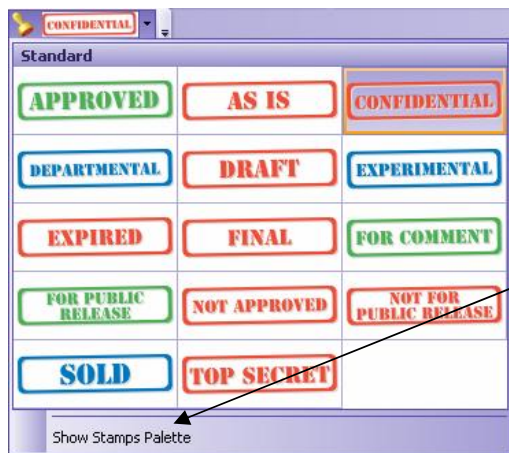 CONFIDENTIAL
Standard
APPROVED
AS IS
CONFIDENTIAL
DEPARTMENTAL
DRAFT
EXPERIMENTAL
EXPIRED
FINAL
FOR COMMENT
FOR PUBLIC
RELEASE
NOT APPROVED
NOT FOR
PUBLIC RELEASE
SOLD
TOP SECRET
Show Stamps Palette